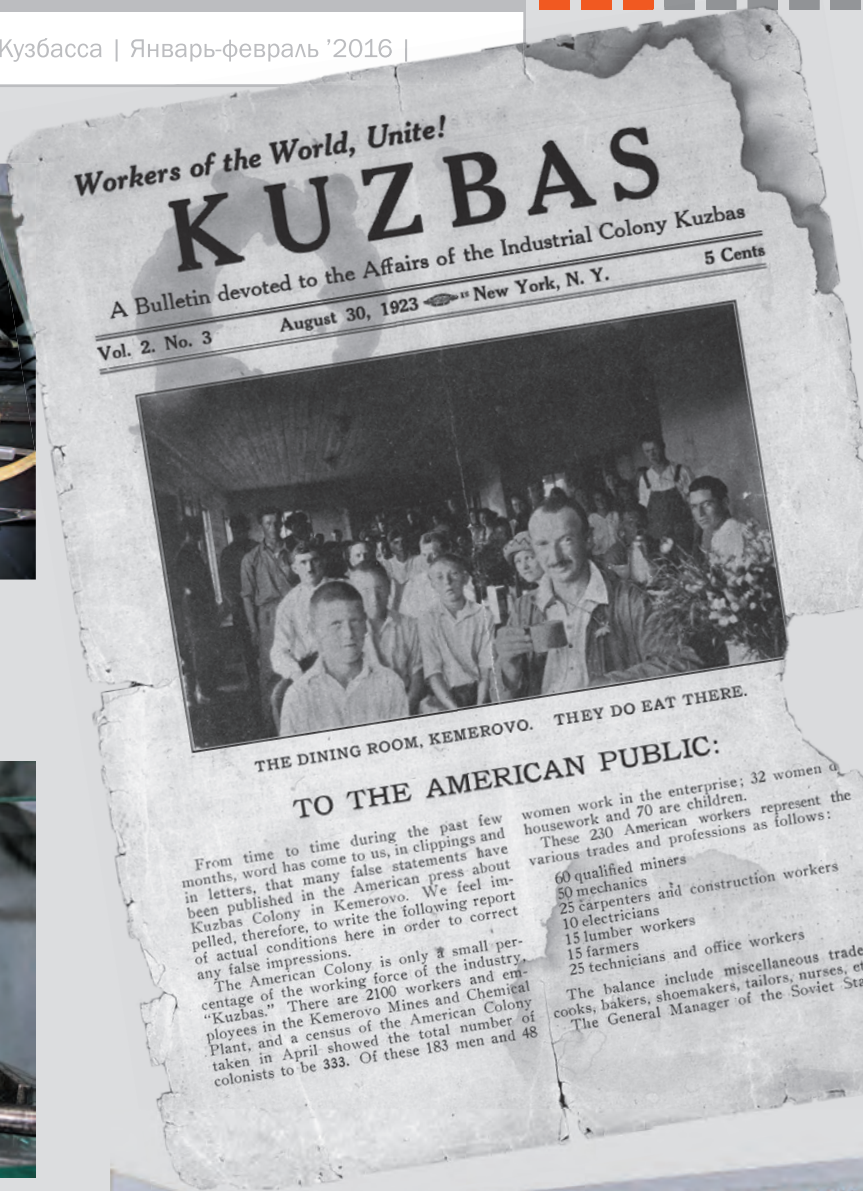 Кузбасса | Январь-февраль '2016 |
Workers of the World, Unite!
KUZBAS
A Bulletin devoted to the Affairs of the Industrial Colony Kuzbas
Vol. 2. No. 3 August 30, 1923 New York, N. Y. 5 Cents
THE DINING ROOM, KEMEROVO. THEY DO EAT THERE.
TO THE AMERICAN PUBLIC:
From time to time during the past few
months, word has come to us, in clippings and
in letters, that many false statements have
been published in the American press about
Kuzbas Colony in Kemerovo. We feel im-
pelled, therefore, to write the following report
of actual conditions here in order to correct
any false impressions.
The American Colony is only a small per-
centage of the working force of the industry,
“Kuzbas.” There are 2100 workers and em-
ployees in the Kemerovo Mines and Chemical
Plant, and a census of the American Colony
taken in April showed the total number of
colonists to be 333. Of these 183 men and 48
women work in the enterprise; 32 women
housework and 70 are children.
These 230 American workers represent the
various trades and professions as follows:
60 qualified miners
50 mechanics
25 carpenters and construction workers
10 electricians
15 lumber workers
15 farmers
25 technicians and office workers
The balance include miscellaneous trade
cooks, bakers, shoemakers, tailors, nurses, et
The General Manager of the Soviet Sta